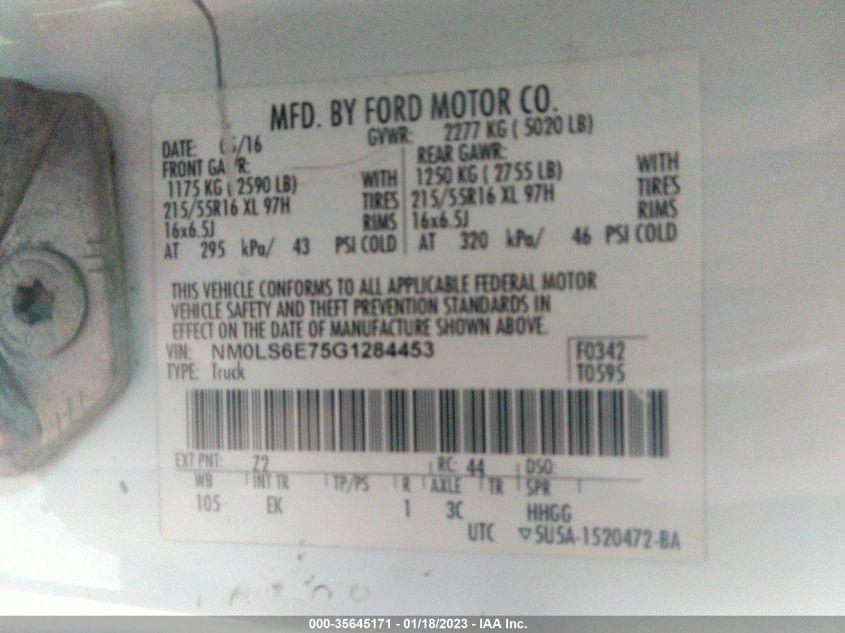 MFD. BY FORD MOTOR CO.
DATE: /16 GVWR: 2277 KG ( 5020 LB)
FRONT GAWR: REAR GAWR:
1175 KG ( 2590 LB) WITH 1250 KG ( 2755 LB) WITH
215/55R16 XL 97H TIRES 215/55R16 XL 97H TIRES
16x6.5J RIMS 16x6.5J RIMS
AT 295 kPa/ 43 PSI COLD AT 320 kPa/ 46 PSI COLD
THIS VEHICLE CONFORMS TO ALL APPLICABLE FEDERAL MOTOR
VEHICLE SAFETY AND THEFT PREVENTION STANDARDS IN
EFFECT ON THE DATE OF MANUFACTURE SHOWN ABOVE.
VIN: NM0LS6E75G1284453 F0342
TYPE: Truck T0595
EXT PNT: Z2 RC: 44 DSO:
WB INT TR TP/PS R AXLE TR SPR
105 EK 1 3C HHGG
UTC ▽5U5A-1520472-BA
000-35645171 - 01/18/2023 - IAA Inc.